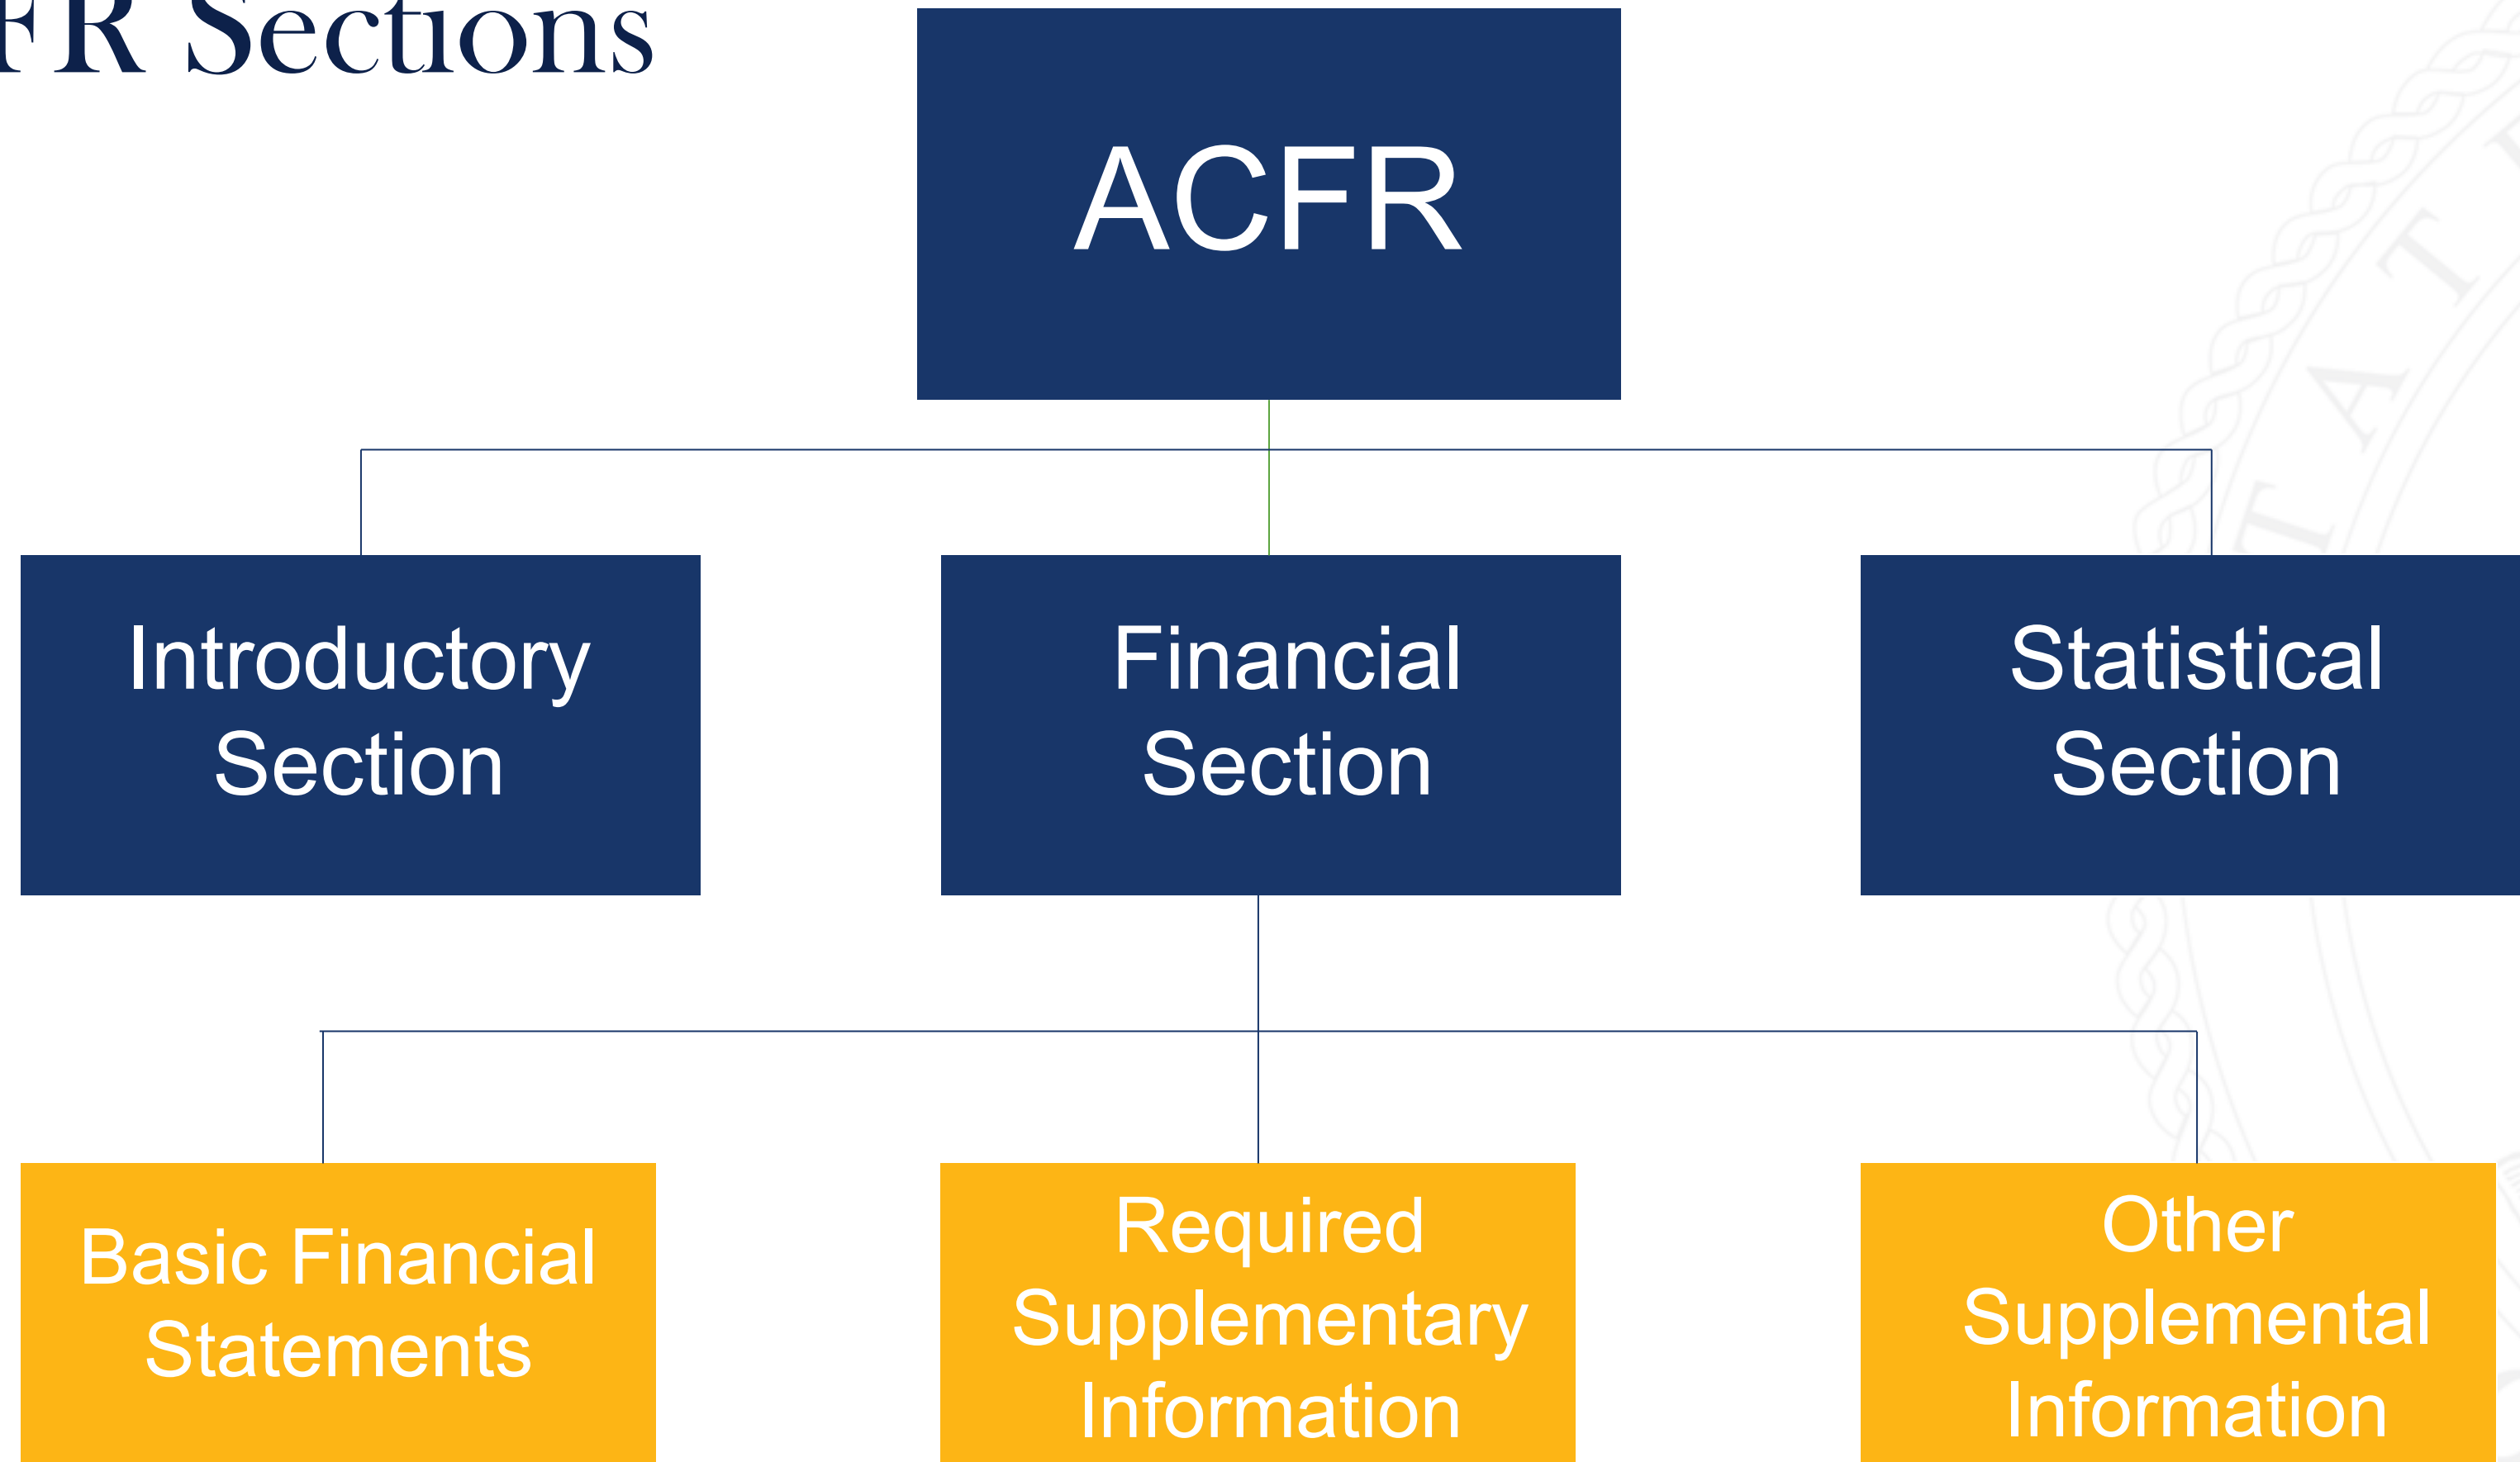 FR Sections
ACFR
Introductory
Section
Financial
Section
Statistical
Section
Basic Financial
Statements
Required
Supplementary
Information
Other
Supplemental
Information